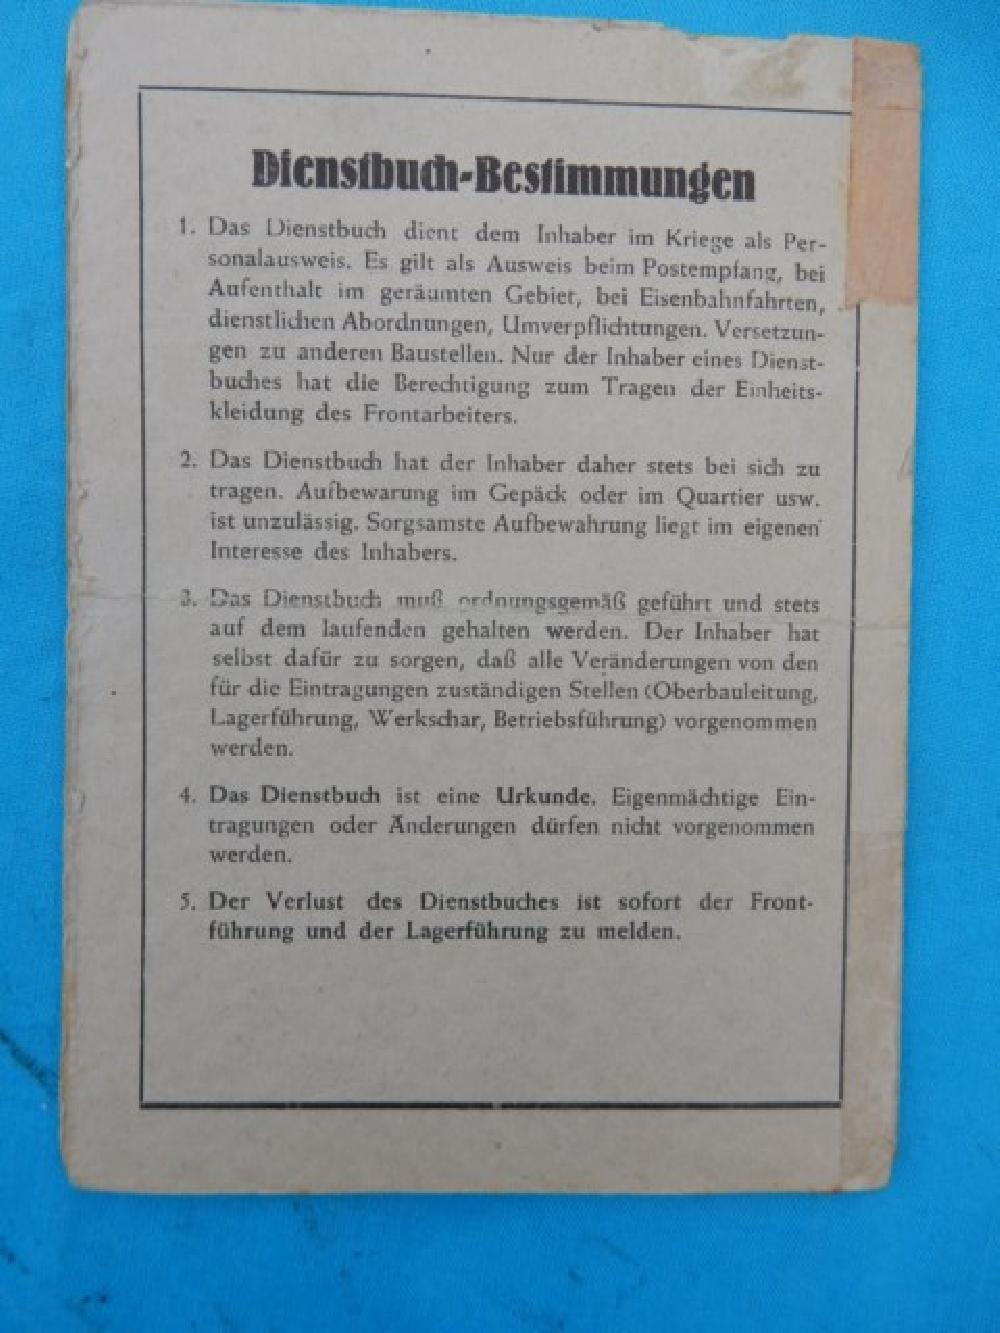 Dienstbuch-Bestimmungen
1. Das Dienstbuch dient dem Inhaber im Kriege als Per-
sonalausweis. Es gilt als Ausweis beim Postempfang, bei
Aufenthalt im geräumten Gebiet, bei Eisenbahnfahrten,
dienstlichen Abordnungen, Umverpflichtungen. Versetzun-
gen zu anderen Baustellen. Nur der Inhaber eines Dienst-
buches hat die Berechtigung zum Tragen der Einheits-
kleidung des Frontarbeiters.
2. Das Dienstbuch hat der Inhaber daher stets bei sich zu
tragen. Aufbewarung im Gepäck oder im Quartier usw.
ist unzulässig. Sorgsamste Aufbewahrung liegt im eigenen
Interesse des Inhabers.
3. Das Dienstbuch muß ordnungsgemäß geführt und stets
auf dem laufenden gehalten werden. Der Inhaber hat
selbst dafür zu sorgen, daß alle Veränderungen von den
für die Eintragungen zuständigen Stellen (Oberbauleitung,
Lagerführung, Werkschar, Betriebsführung) vorgenommen
werden.
4. Das Dienstbuch ist eine Urkunde. Eigenmächtige Ein-
tragungen oder Änderungen dürfen nicht vorgenommen
werden.
5. Der Verlust des Dienstbuches ist sofort der Front-
führung und der Lagerführung zu melden.